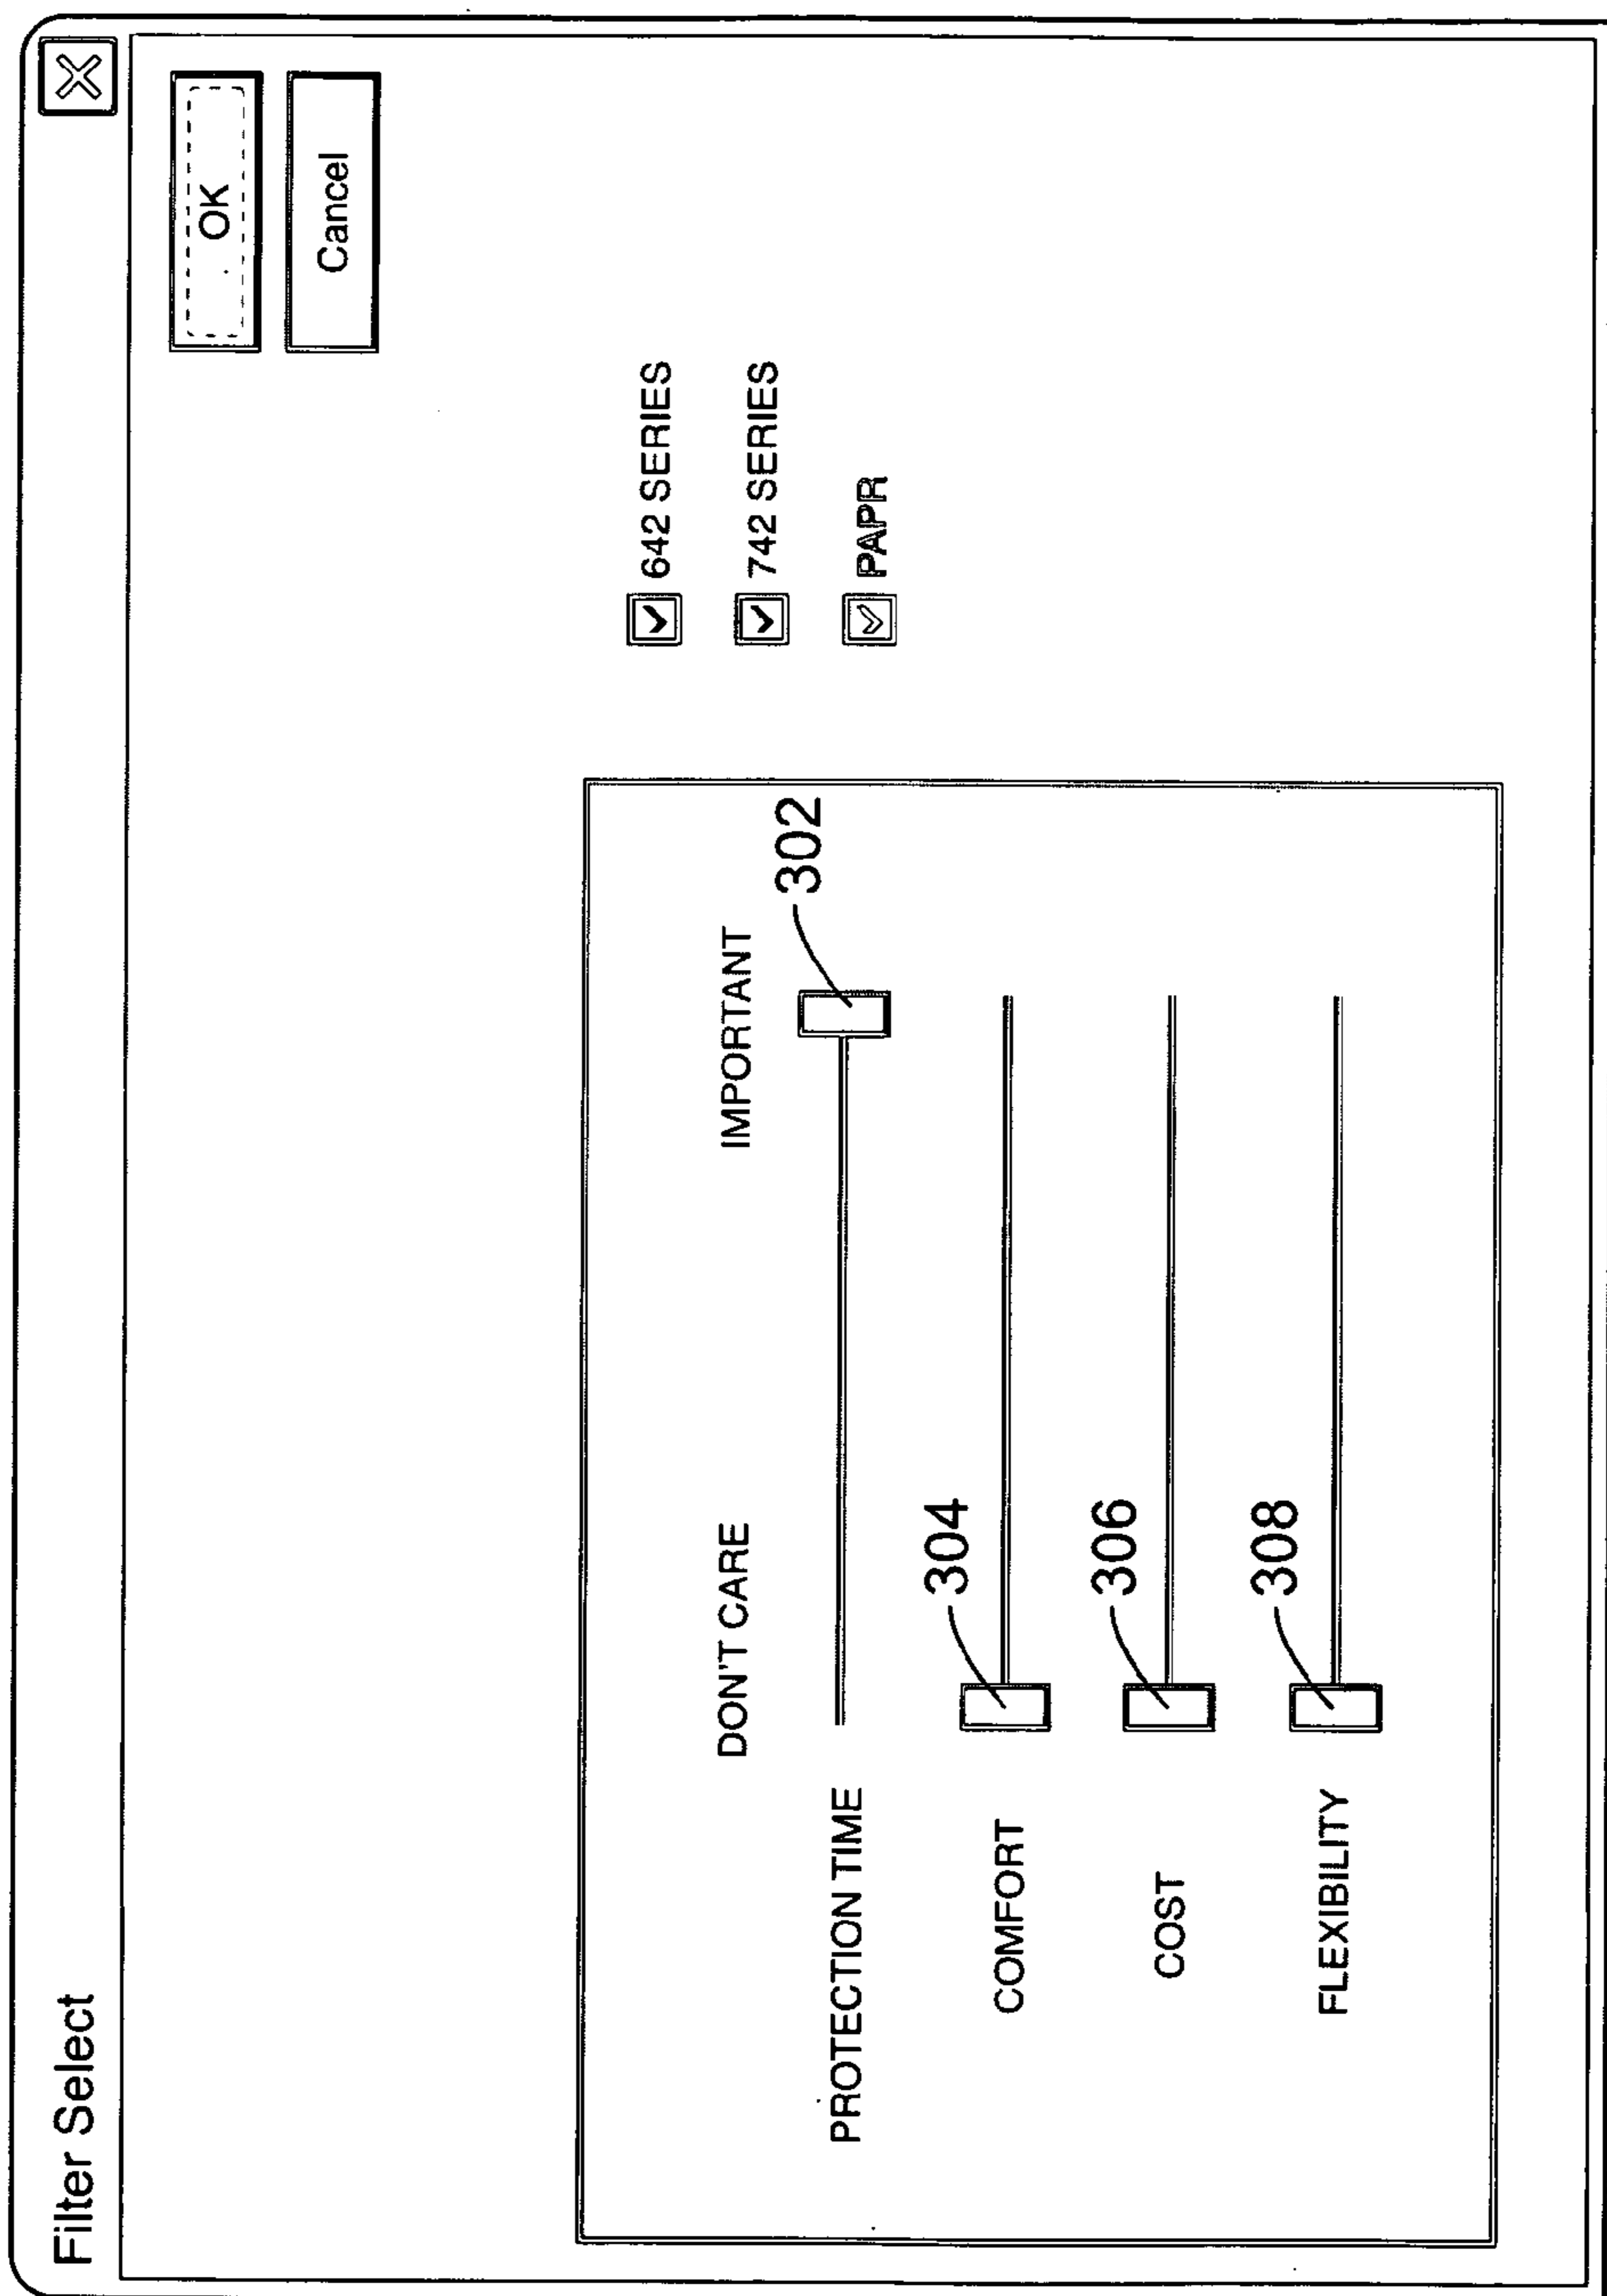 Filter Select
OK
Cancel
642 SERIES
742 SERIES
PAPR
DON'T CARE IMPORTANT
302
PROTECTION TIME
304
COMFORT
306
COST
308
FLEXIBILITY